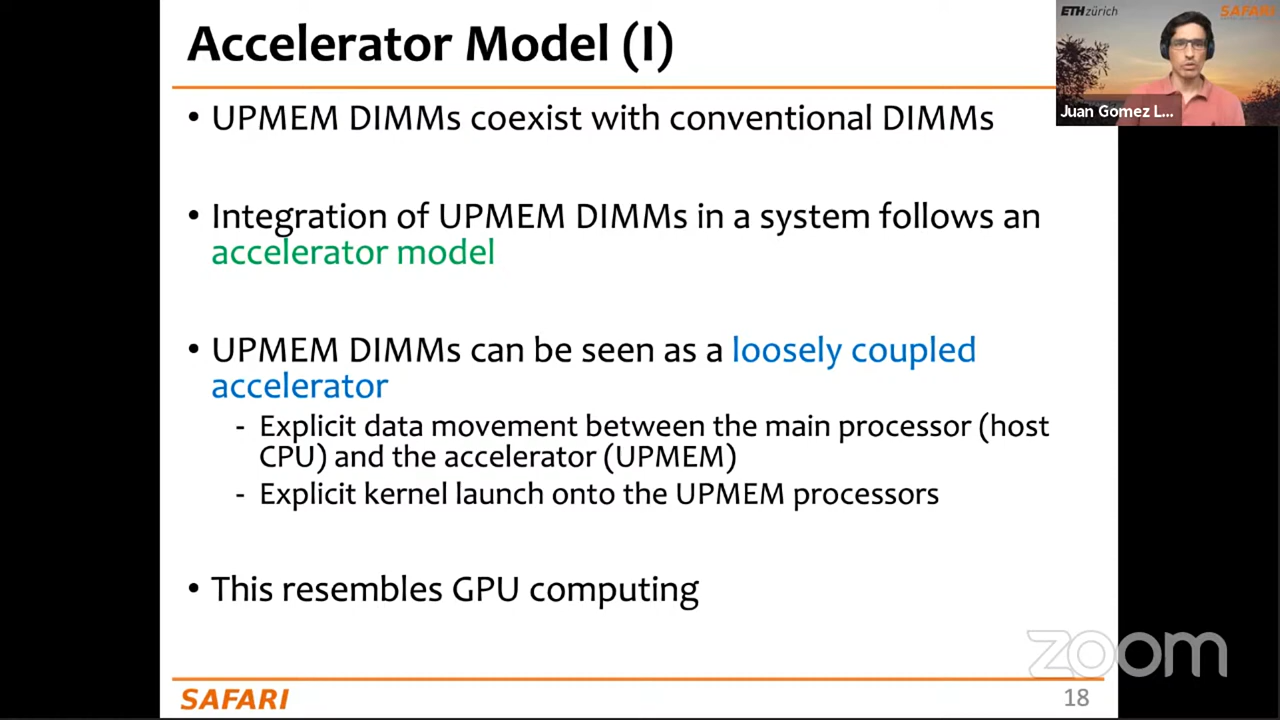 Accelerator Model (I)
• UPMEM DIMMs coexist with conventional DIMMs
• Integration of UPMEM DIMMs in a system follows an
accelerator model
• UPMEM DIMMs can be seen as a loosely coupled
accelerator
- Explicit data movement between the main processor (host
CPU) and the accelerator (UPMEM)
- Explicit kernel launch onto the UPMEM processors
• This resembles GPU computing
SAFARI
18
zoom
ETH zürich
SAFARI
Juan Gomez L...